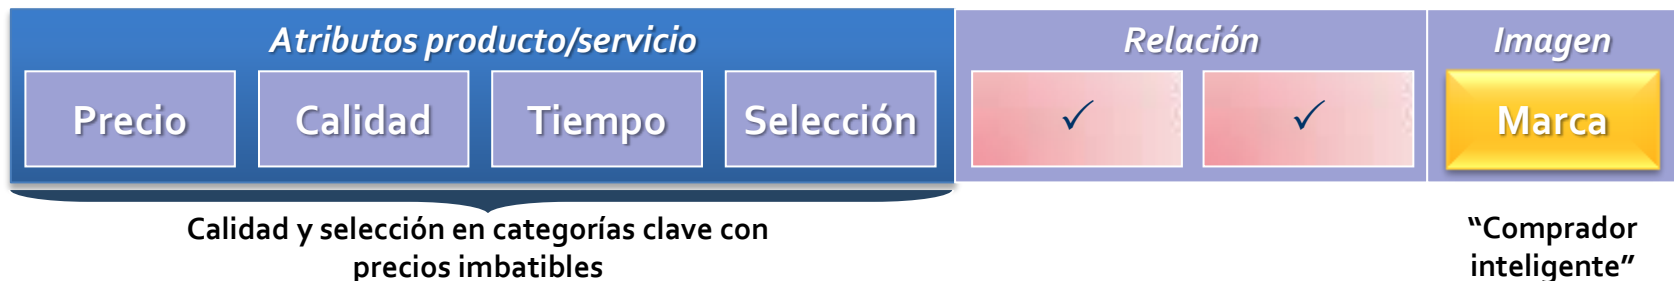 Atributos producto/servicio
Relación
Imagen
Precio
Calidad
Tiempo
Selección
✓
✓
Marca
Calidad y selección en categorías clave con
precios imbatibles
“Comprador
inteligente”